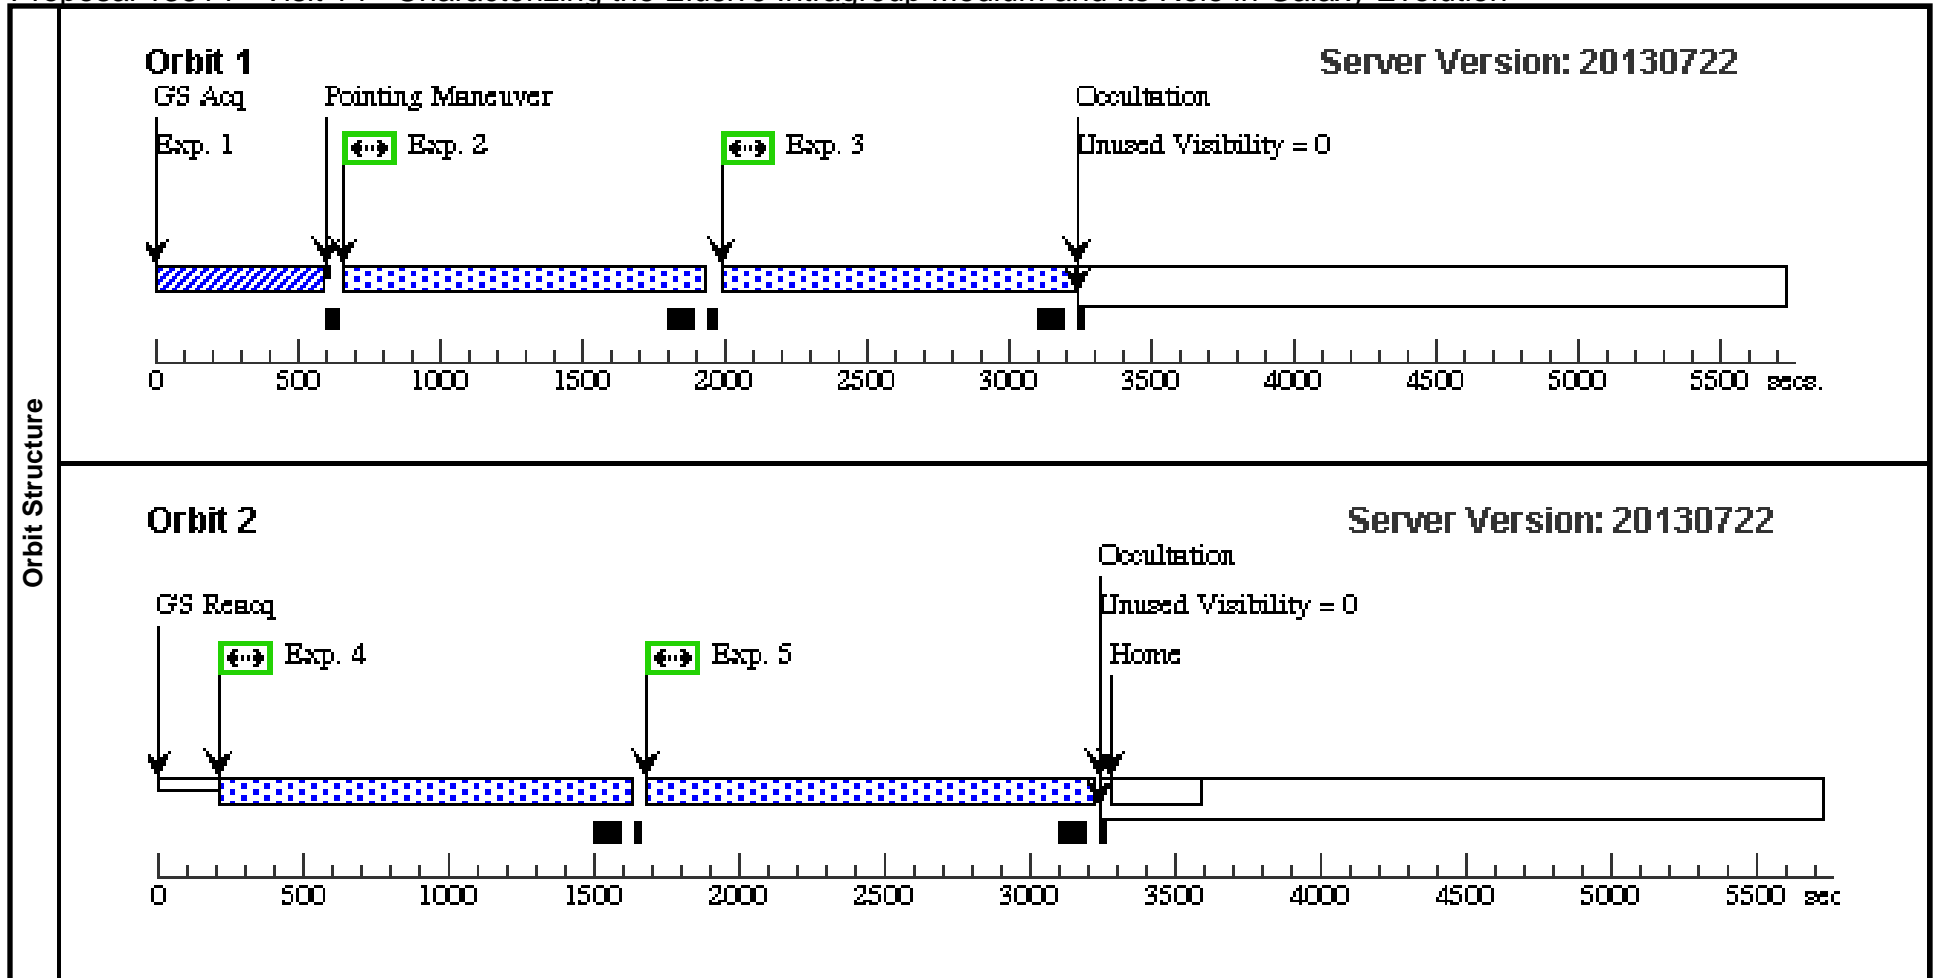 Orbit Structure
Orbit 1
Server Version: 20130722
GS Acq
Pointing Maneuver
Occultation
Exp. 1
Exp. 2
Exp. 3
Unused Visibility = 0
0 500 1000 1500 2000 2500 3000 3500 4000 4500 5000 5500 secs.
Orbit 2
Server Version: 20130722
Occultation
GS Reacq
Unused Visibility = 0
Exp. 4
Exp. 5
Home
0 500 1000 1500 2000 2500 3000 3500 4000 4500 5000 5500 sec